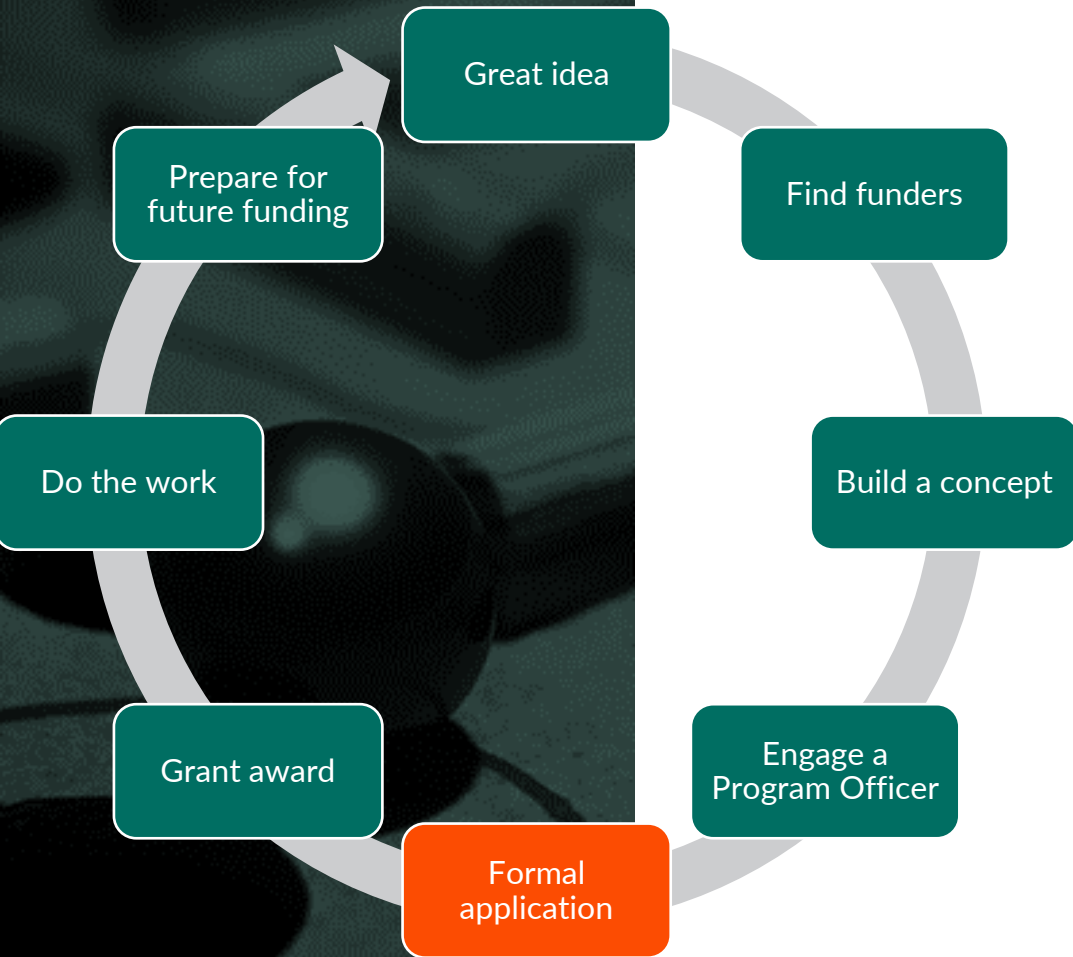 Great idea
Find funders
Build a concept
Engage a
Program Officer
Formal
application
Grant award
Do the work
Prepare for
future funding